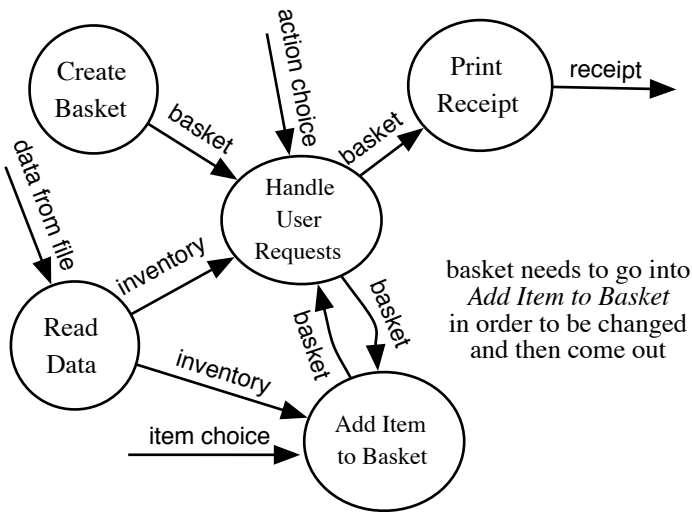 Create
Basket
action choice
Print
Receipt
receipt
basket
basket
data from file
Handle
User
Requests
inventory
basket needs to go into
Add Item to Basket
in order to be changed
and then come out
Read
Data
basket
basket
inventory
item choice
Add Item
to Basket